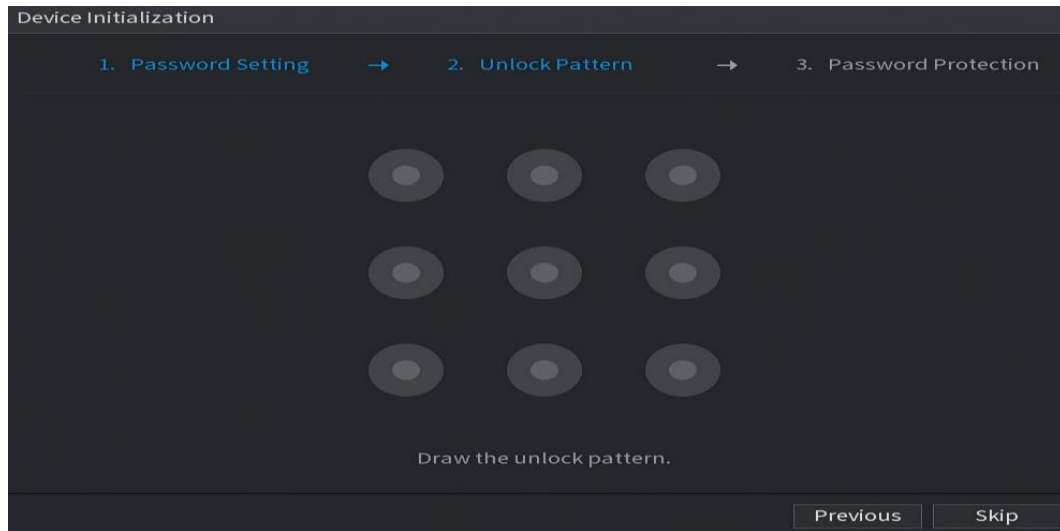 Device Initialization
1. Password Setting → 2. Unlock Pattern → 3. Password Protection
Draw the unlock pattern.
Previous Skip